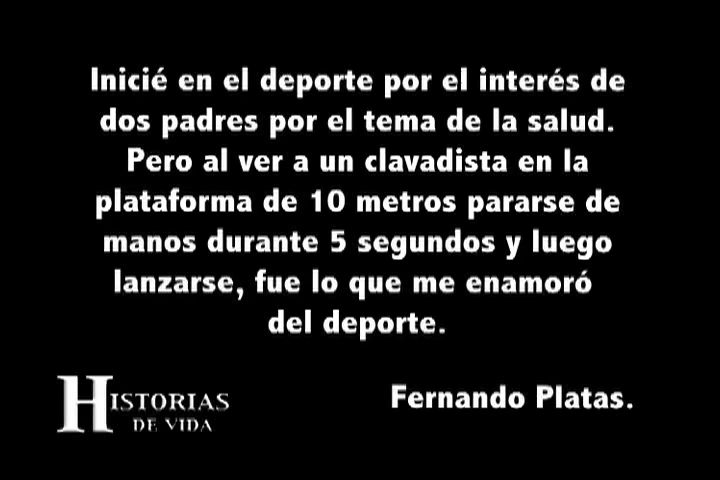 Inicié en el deporte por el interés de
dos padres por el tema de la salud.
Pero al ver a un clavadista en la
plataforma de 10 metros pararse de
manos durante 5 segundos y luego
lanzarse, fue lo que me enamoró
del deporte.
Fernando Platas.
HISTORIAS
DE VIDA